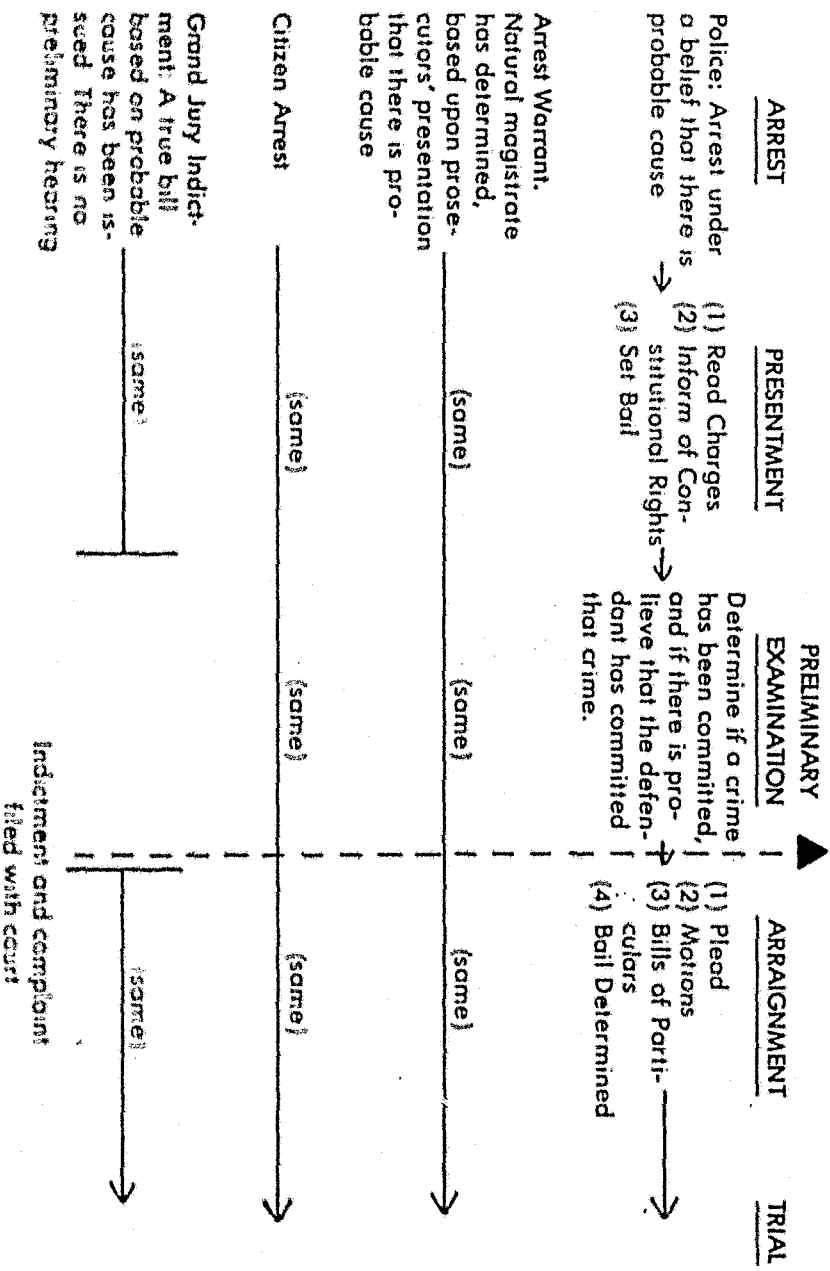 ARREST
Police: Arrest under
a belief that there is
probable cause
PRESENTMENT
(1) Read Charges
(2) Inform of Con-
stitutional Rights
(3) Set Bail
PRELIMINARY
EXAMINATION
Determine if a crime
has been committed,
and if there is pro-
lieve that the defen-
dant has committed
that crime.
ARRAIGNMENT
(1) Plead
(2) Motions
(3) Bills of Parti-
culars
(4) Bail Determined
TRIAL
Arrest Warrant.
Natural magistrate
has determined,
based upon prose-
cutors' presentation
that there is pro-
bable cause
(same)
(same)
(same)
Citizen Arrest
(same)
(same)
(same)
Grand Jury Indict-
ment: A true bill
based on probable
cause has been is-
sued There is no
preliminary hearing
(same)
(same)
Indictment and complaint
filed with court